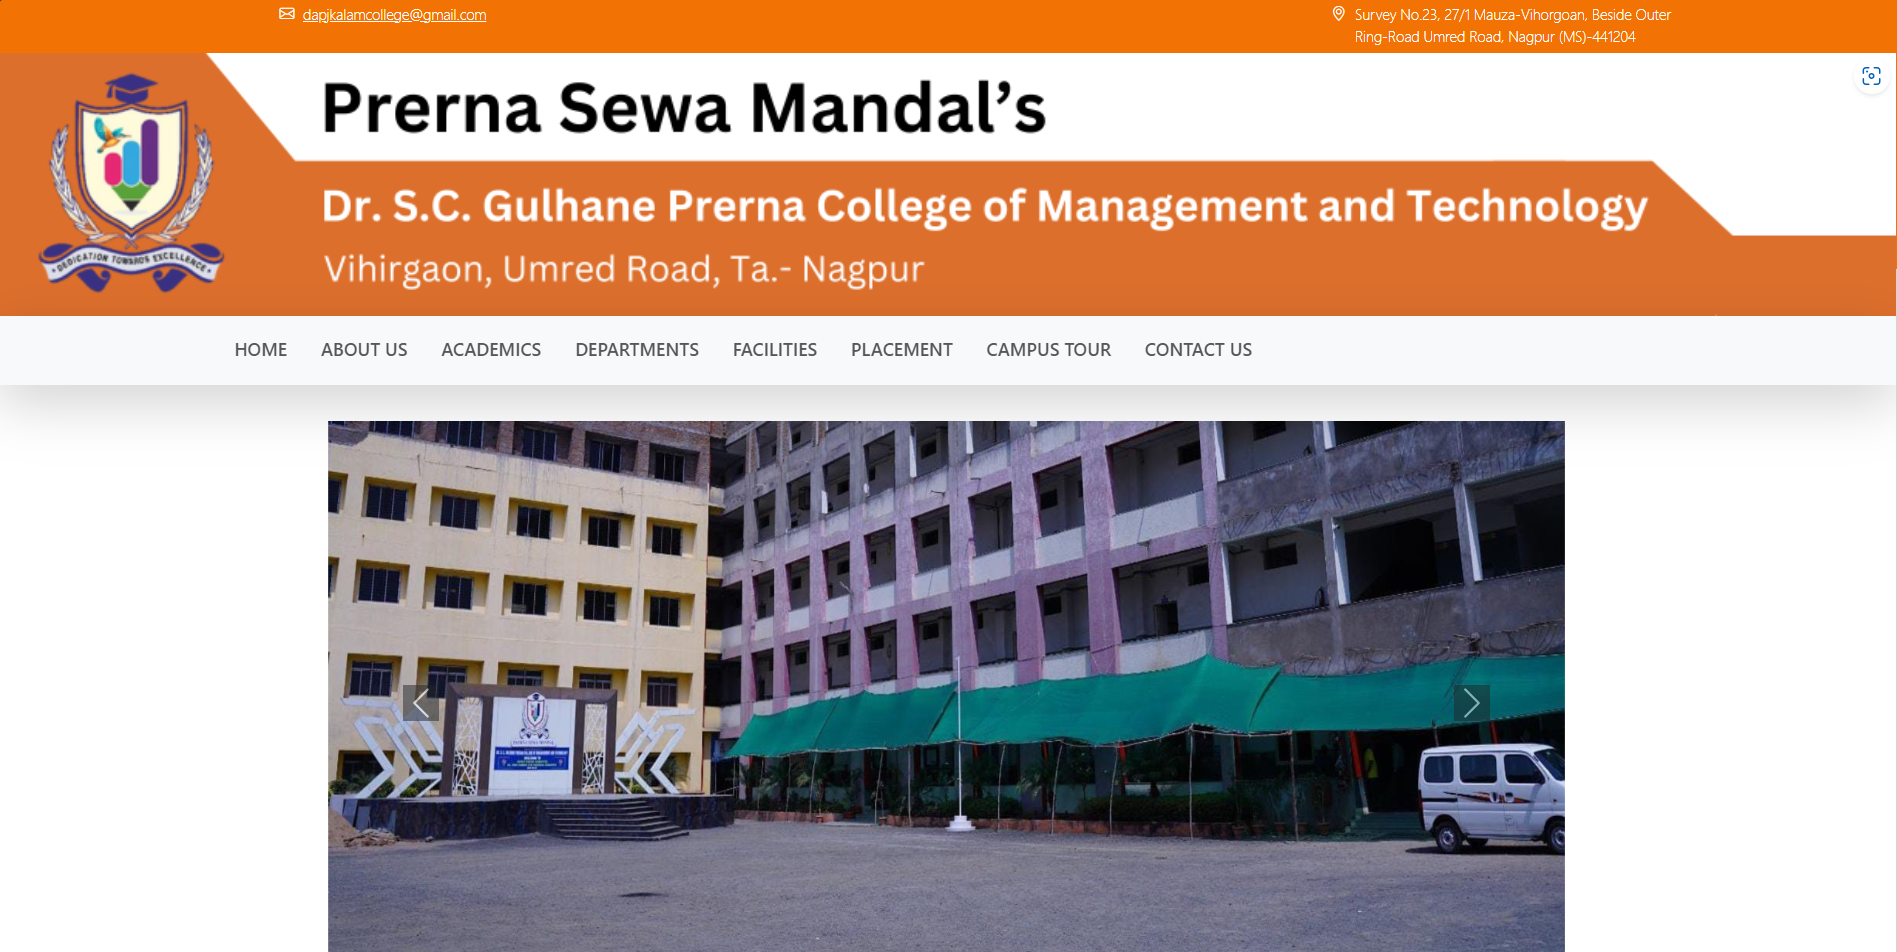 dapjkalamcollege@gmail.com
Survey No.23, 27/1 Mauza-Vihorgoan, Beside Outer
Ring-Road Umred Road, Nagpur (MS)-441204
Prerna Sewa Mandal's
Dr. S.C. Gulhane Prerna College of Management and Technology
Vihirgaon, Umred Road, Ta.- Nagpur
DEDICATION TOWARDS EXCELLENCE
HOME ABOUT US ACADEMICS DEPARTMENTS FACILITIES PLACEMENT CAMPUS TOUR CONTACT US